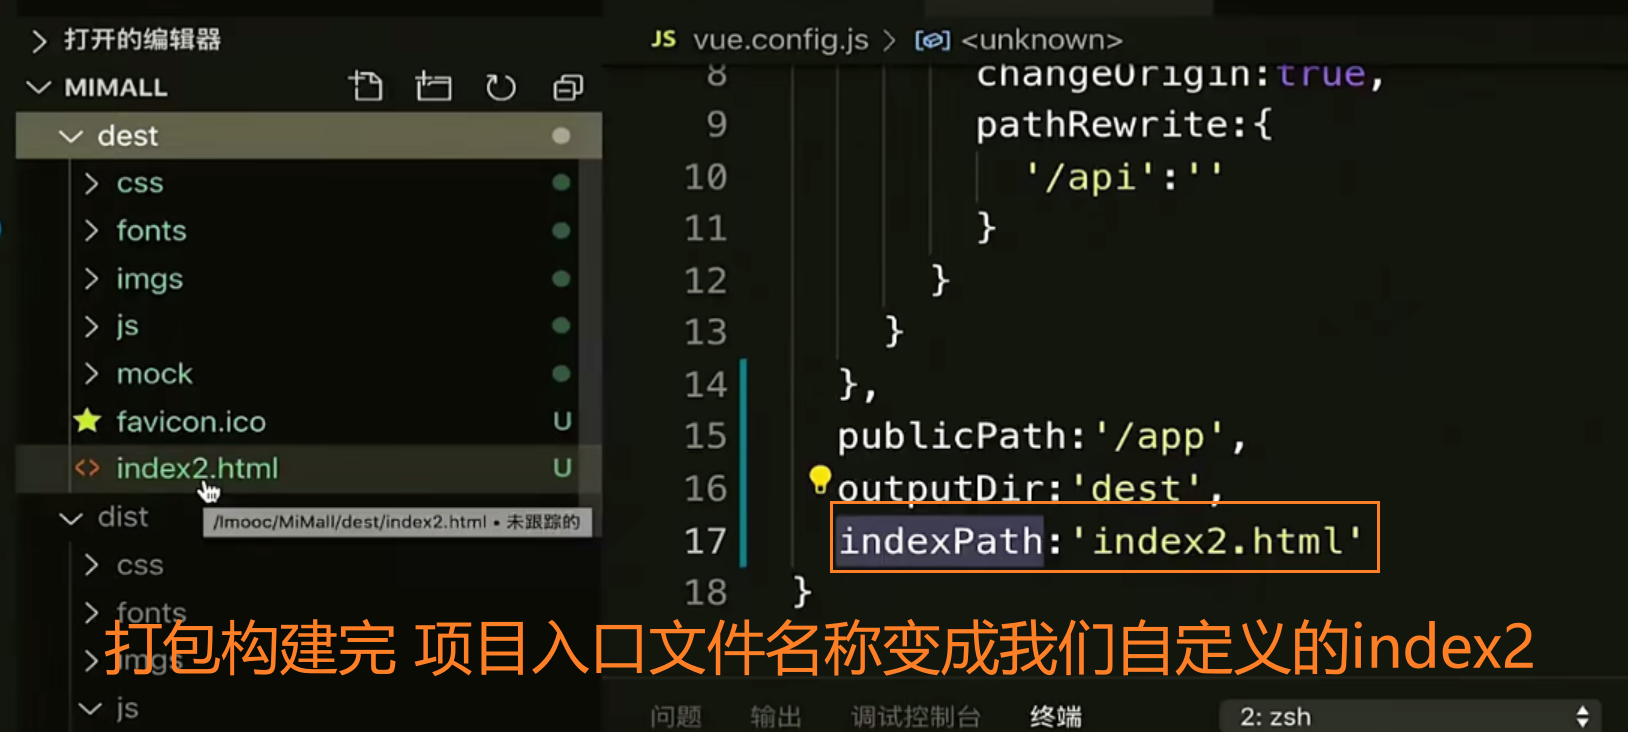 打开的编辑器
MIMALL
dest
css
fonts
imgs
js
mock
favicon.ico U
index2.html U
/Imooc/MiMall/dest/index2.html • 未跟踪的
dist
css
fonts
imgs
js
JS vue.config.js > <unknown>
8 changeOrigin:true,
9 pathRewrite:{
10 '/api':''
11 }
12 }
13 }
14 },
15 publicPath:'/app',
16 outputDir:'dest',
17 indexPath:'index2.html'
18 }
打包构建完 项目入口文件名称变成我们自定义的index2
问题 输出 调试控制台 终端 2: zsh